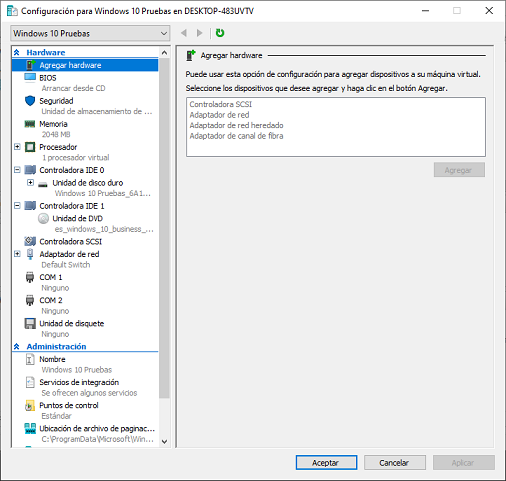 Configuración para Windows 10 Pruebas en DESKTOP-483UVTV
Windows 10 Pruebas
Hardware
Agregar hardware
BIOS
Arrancar desde CD
Seguridad
Unidad de almacenamiento de ...
Memoria
2048 MB
Procesador
1 procesador virtual
Controladora IDE 0
Unidad de disco duro
Windows 10 Pruebas_6A1...
Controladora IDE 1
Unidad de DVD
es_windows_10_business_...
Controladora SCSI
Adaptador de red
Default Switch
COM 1
Ninguno
COM 2
Ninguno
Unidad de disquete
Ninguno
Administración
Nombre
Windows 10 Pruebas
Servicios de integración
Se ofrecen algunos servicios
Puntos de control
Estándar
Ubicación de archivo de paginac...
C:\ProgramData\Microsoft\Win...
Agregar hardware
Puede usar esta opción de configuración para agregar dispositivos a su máquina virtual.
Seleccione los dispositivos que desee agregar y haga clic en el botón Agregar.
Controladora SCSI
Adaptador de red
Adaptador de red heredado
Adaptador de canal de fibra
Agregar
Aceptar
Cancelar
Aplicar